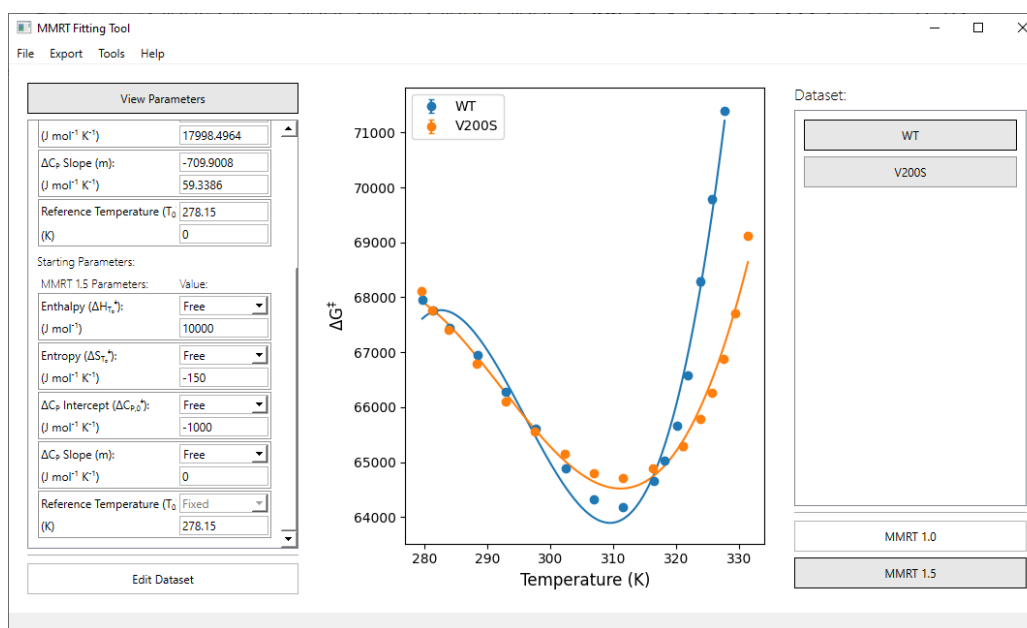 MMRT Fitting Tool
File Export Tools Help
View Parameters
(J mol⁻¹ K⁻¹) 17998.4964
ΔCₚ Slope (m): -709.9008
(J mol⁻¹ K⁻¹) 59.3386
Reference Temperature (T₀ 278.15
(K) 0
Starting Parameters:
MMRT 1.5 Parameters: Value:
Enthalpy (ΔH_T₀‡): Free
(J mol⁻¹) 10000
Entropy (ΔS_T₀‡): Free
(J mol⁻¹ K⁻¹) -150
ΔCₚ Intercept (ΔC_P,0‡): Free
(J mol⁻¹ K⁻¹) -1000
ΔCₚ Slope (m): Free
(J mol⁻¹ K⁻¹) 0
Reference Temperature (T₀ Fixed
(K) 278.15
Edit Dataset
WT
V200S
71000
70000
69000
68000
67000
66000
65000
64000
ΔG‡
280 290 300 310 320 330
Temperature (K)
Dataset:
WT
V200S
MMRT 1.0
MMRT 1.5